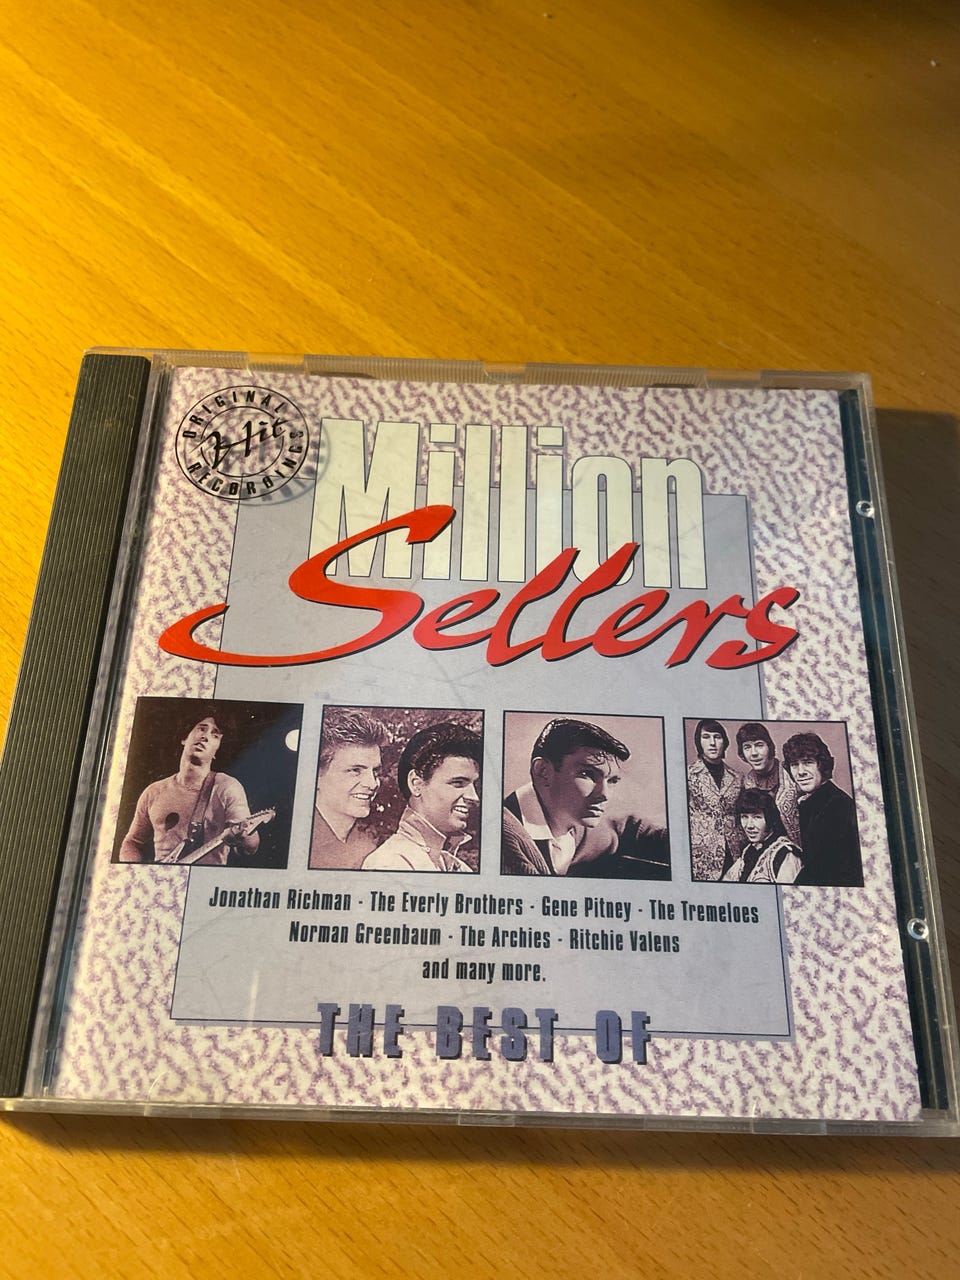 ORIGINAL
Hit
RECORDINGS
Million
Sellers
Jonathan Richman - The Everly Brothers - Gene Pitney - The Tremeloes
Norman Greenbaum - The Archies - Ritchie Valens
and many more.
THE BEST OF